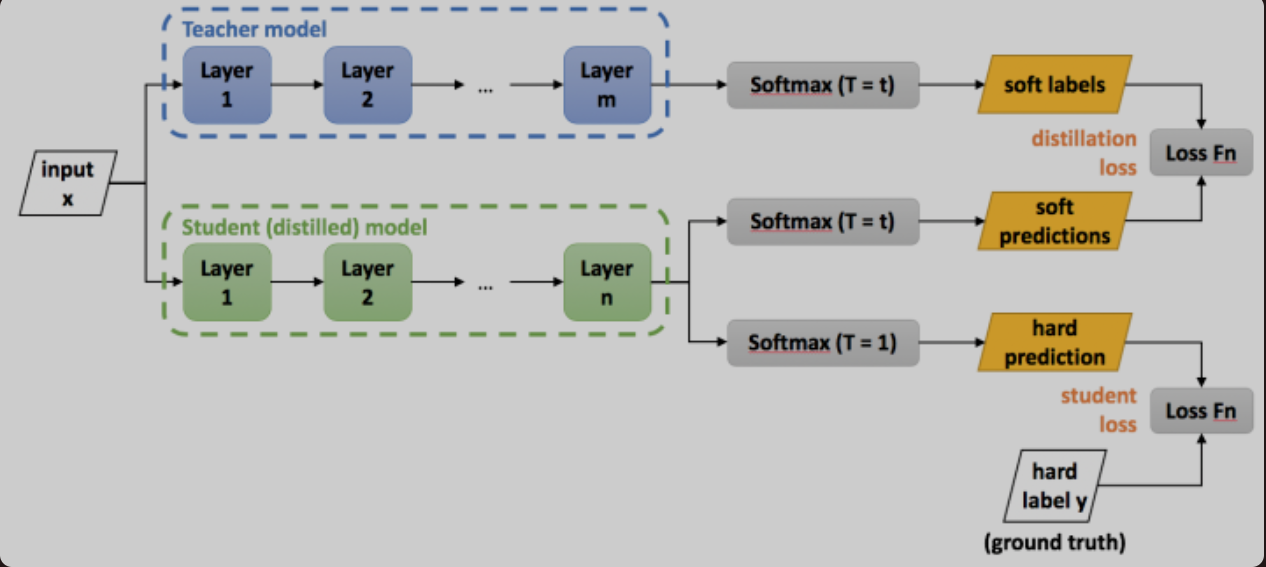 Teacher model
Layer
1
Layer
2
...
Layer
m
Softmax (T = t)
soft labels
distillation
loss
Loss Fn
input
x
Student (distilled) model
Layer
1
Layer
2
...
Layer
n
Softmax (T = t)
soft
predictions
Softmax (T = 1)
hard
prediction
student
loss
Loss Fn
hard
label y
(ground truth)